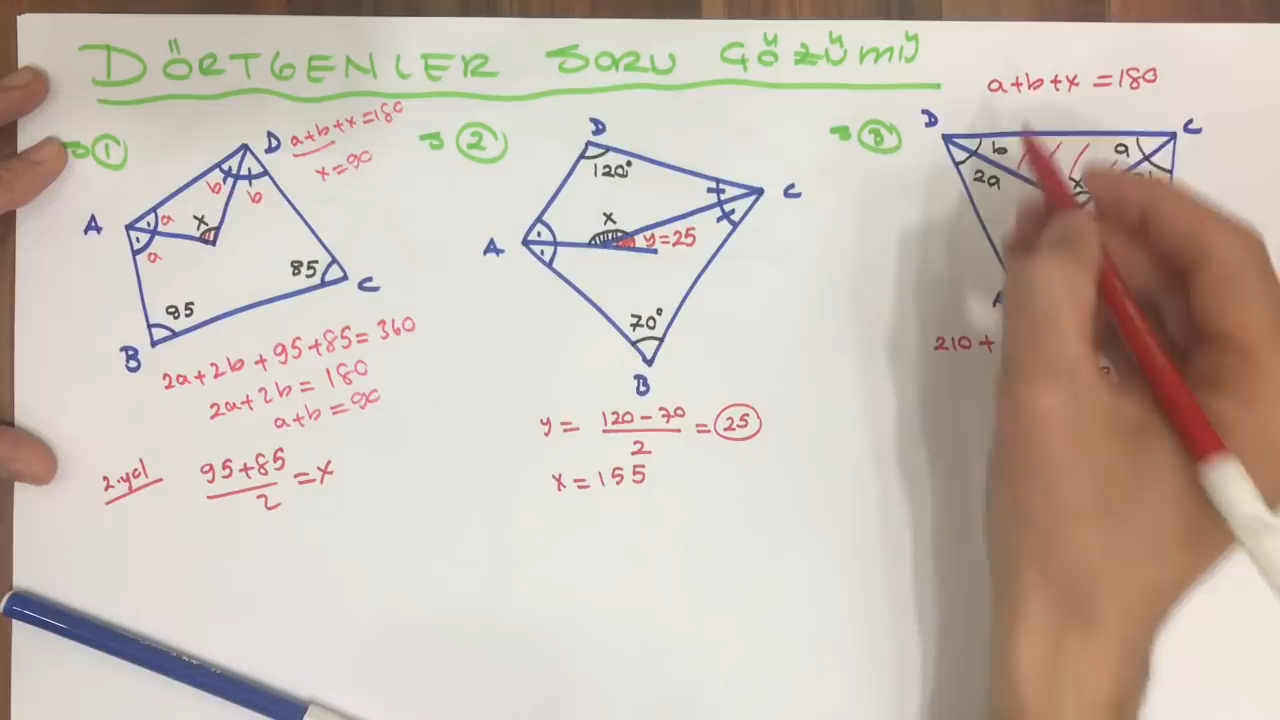 DÖRTGENLER SORU ÇÖZÜMÜ
1
D
A
B
C
a
a
b
b
x
95
85
a+b+x=180
x=90
2a+2b+95+85=360
2a+2b=180
a+b=90
2.yol 95+85/2=x
2
D
120°
C
A
x
y=25
70°
B
y= 120-70/2 =25
x=155
3
a+b+x=180
D
C
b
a
2a
x
210+